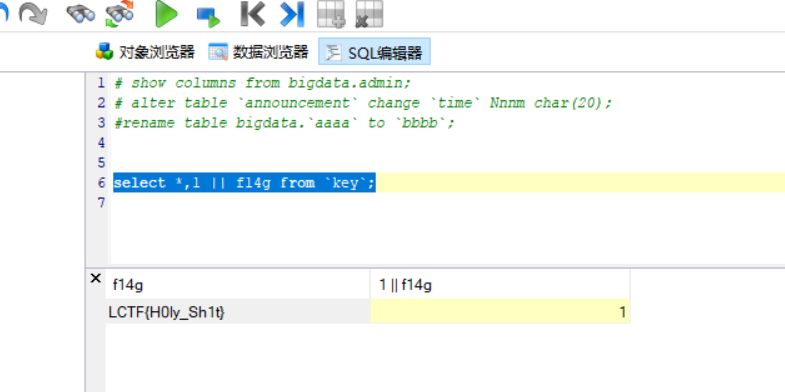 对象浏览器 数据浏览器 SQL编辑器
1 # show columns from bigdata.admin;
2 # alter table `announcement` change `time` Nnnm char(20);
3 #rename table bigdata.`aaaa` to `bbbb`;
4
5
6 select *,1 || f14g from `key`;
7
× f14g 1 || f14g
LCTF{H0ly_Sh1t} 1